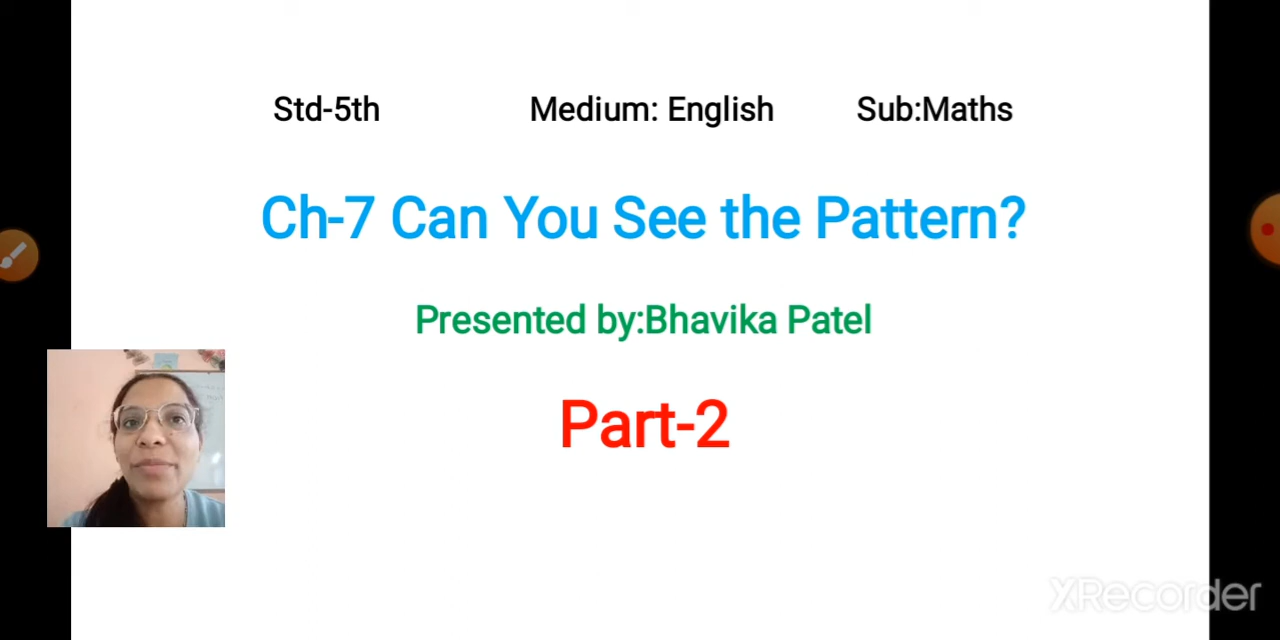 Std-5th Medium: English Sub:Maths
Ch-7 Can You See the Pattern?
Presented by:Bhavika Patel
Part-2
XRecorder